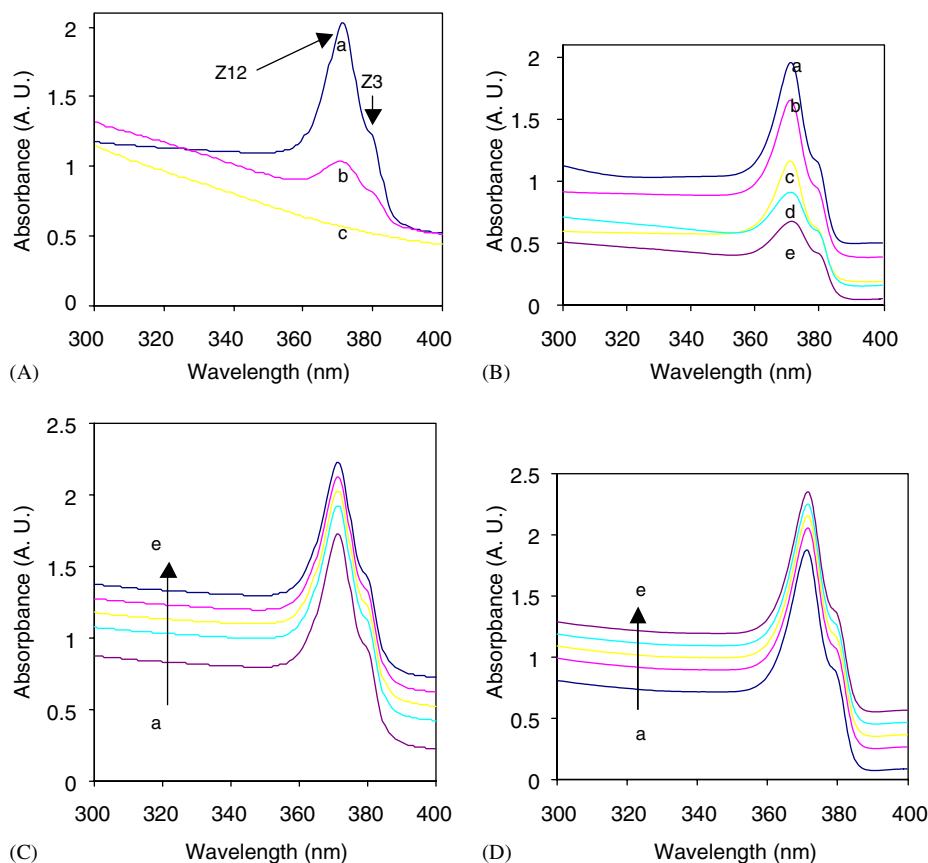 2.5
2
1.5
1
0.5
0
Absorbance (A. U.)
Z12
Z3
a
b
c
300 320 340 360 380 400
Wavelength (nm)
(A)
2
1.5
1
0.5
0
Absorbance (A. U.)
a
b
c
d
e
300 320 340 360 380 400
Wavelength (nm)
(B)
2.5
2
1.5
1
0.5
0
Absorpbance (A. U.)
e
a
300 320 340 360 380 400
Wavelength (nm)
(C)
2.5
2
1.5
1
0.5
0
Absorbance (A. U.)
e
a
300 320 340 360 380 400
Wavelength (nm)
(D)